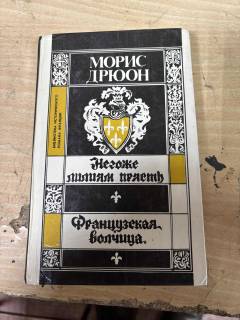 МОРИС
ДРЮОН
Негоже
лилиям прясть
Французская
волчица.